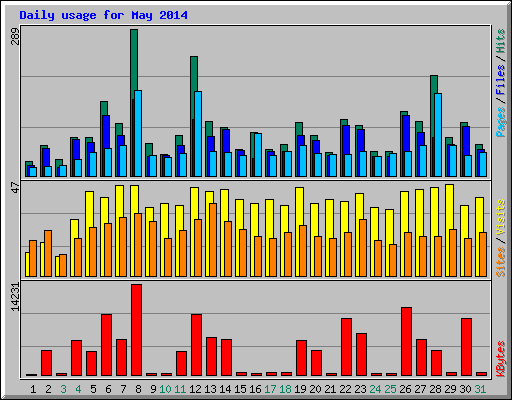 Daily usage for May 2014
289
Pages / Files / Hits
47
Sites / Visits
14231
KBytes
1 2 3 4 5 6 7 8 9 10 11 12 13 14 15 16 17 18 19 20 21 22 23 24 25 26 27 28 29 30 31